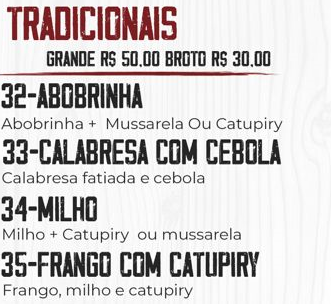 TRADICIONAIS
GRANDE R$ 50,00 BROTO R$ 30,00
32-ABOBRINHA
Abobrinha + Mussarela Ou Catupiry
33-CALABRESA COM CEBOLA
Calabresa fatiada e cebola
34-MILHO
Milho + Catupiry ou mussarela
35-FRANGO COM CATUPIRY
Frango, milho e catupiry